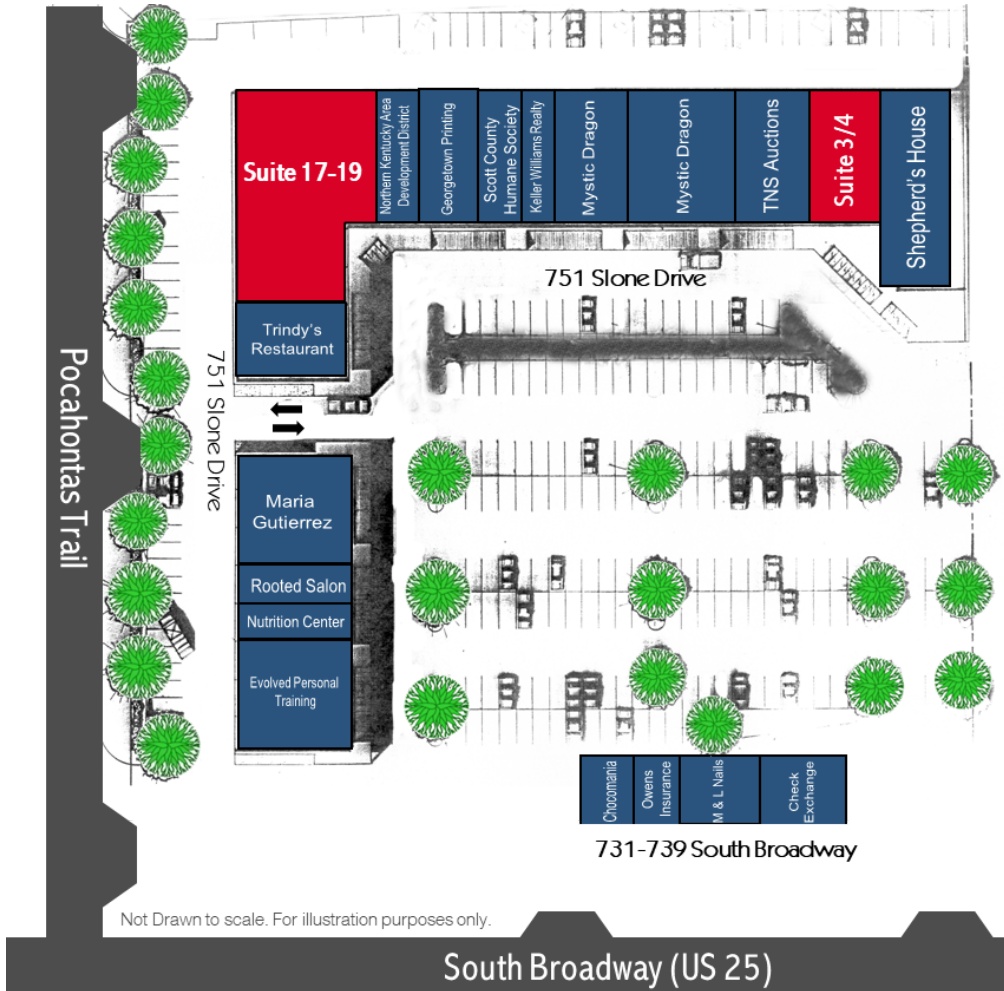 Suite 17-19
Northern Kentucky Area
Development District
Georgetown Printing
Scott County
Humane Society
Keller Williams Realty
Mystic Dragon
Mystic Dragon
TNS Auctions
Suite 3/4
Shepherd's House
751 Slone Drive
Trindy's
Restaurant
751 Slone Drive
Pocahontas Trail
Maria
Gutierrez
Rooted Salon
Nutrition Center
Evolved Personal
Training
Chocomania
Owens
Insurance
M & L Nails
Check
Exchange
731-739 South Broadway
Not Drawn to scale. For illustration purposes only.
South Broadway (US 25)